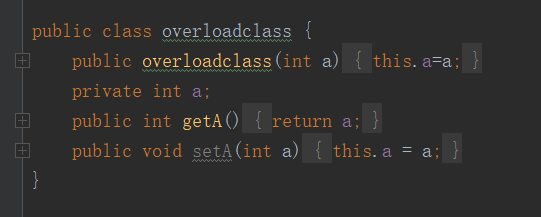 public class overloadclass {
public overloadclass(int a) { this.a=a; }
private int a;
public int getA() { return a; }
public void setA(int a) { this.a = a; }
}